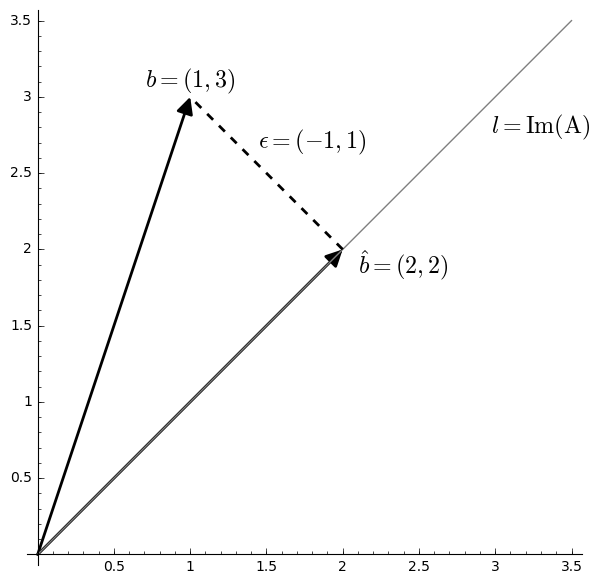 3.5
b = (1, 3)
3
l = Im(A)
ϵ = (−1, 1)
2.5
2
b̂ = (2, 2)
1.5
1
0.5
0.5 1 1.5 2 2.5 3 3.5